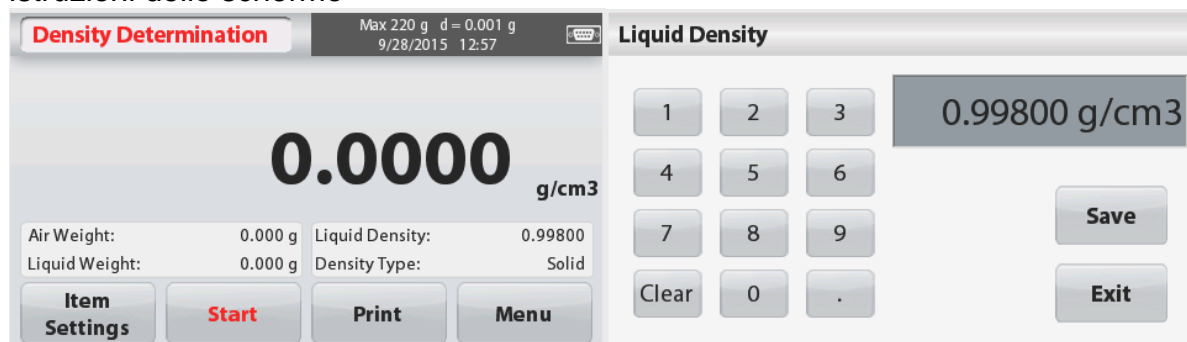 Density Determination
Max 220 g d = 0.001 g
9/28/2015 12:57
0.0000
g/cm3
Air Weight: 0.000 g Liquid Density: 0.99800
Liquid Weight: 0.000 g Density Type: Solid
Item
Settings
Start
Print
Menu
Liquid Density
0.99800 g/cm3
1 2 3
4 5 6
7 8 9
Clear 0 .
Save
Exit